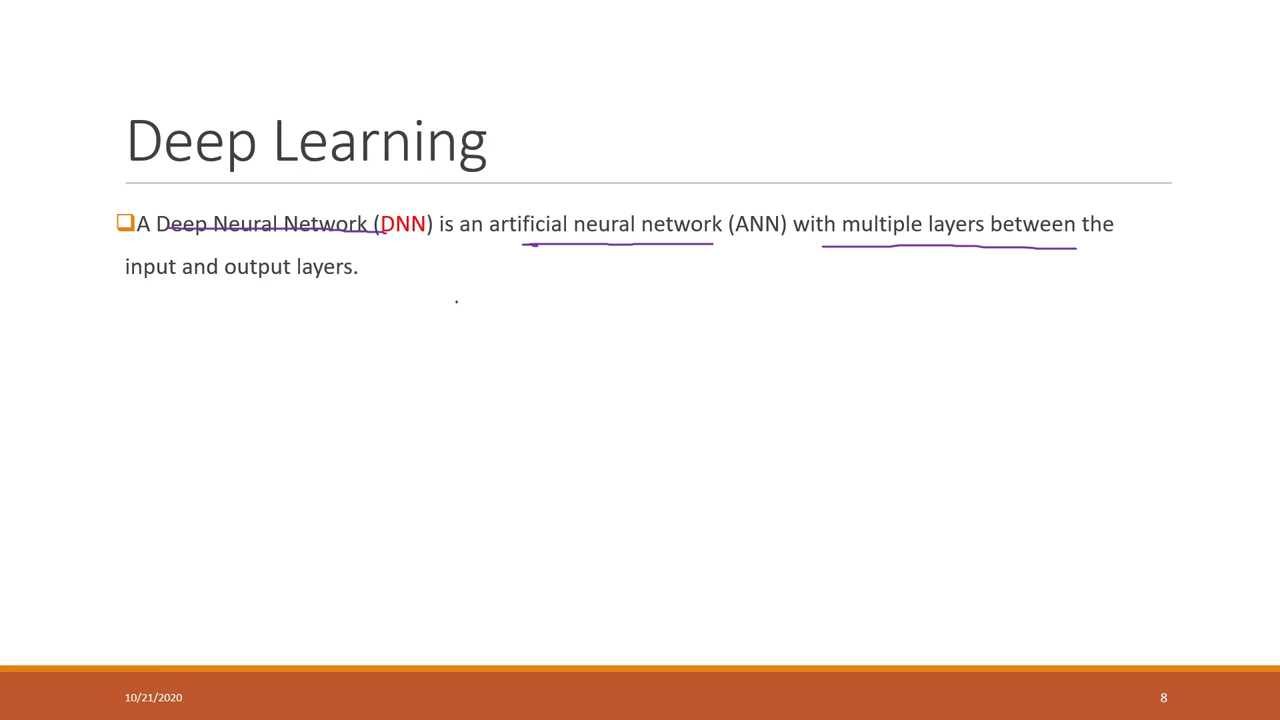 Deep Learning
A Deep Neural Network (DNN) is an artificial neural network (ANN) with multiple layers between the
input and output layers.
10/21/2020
8